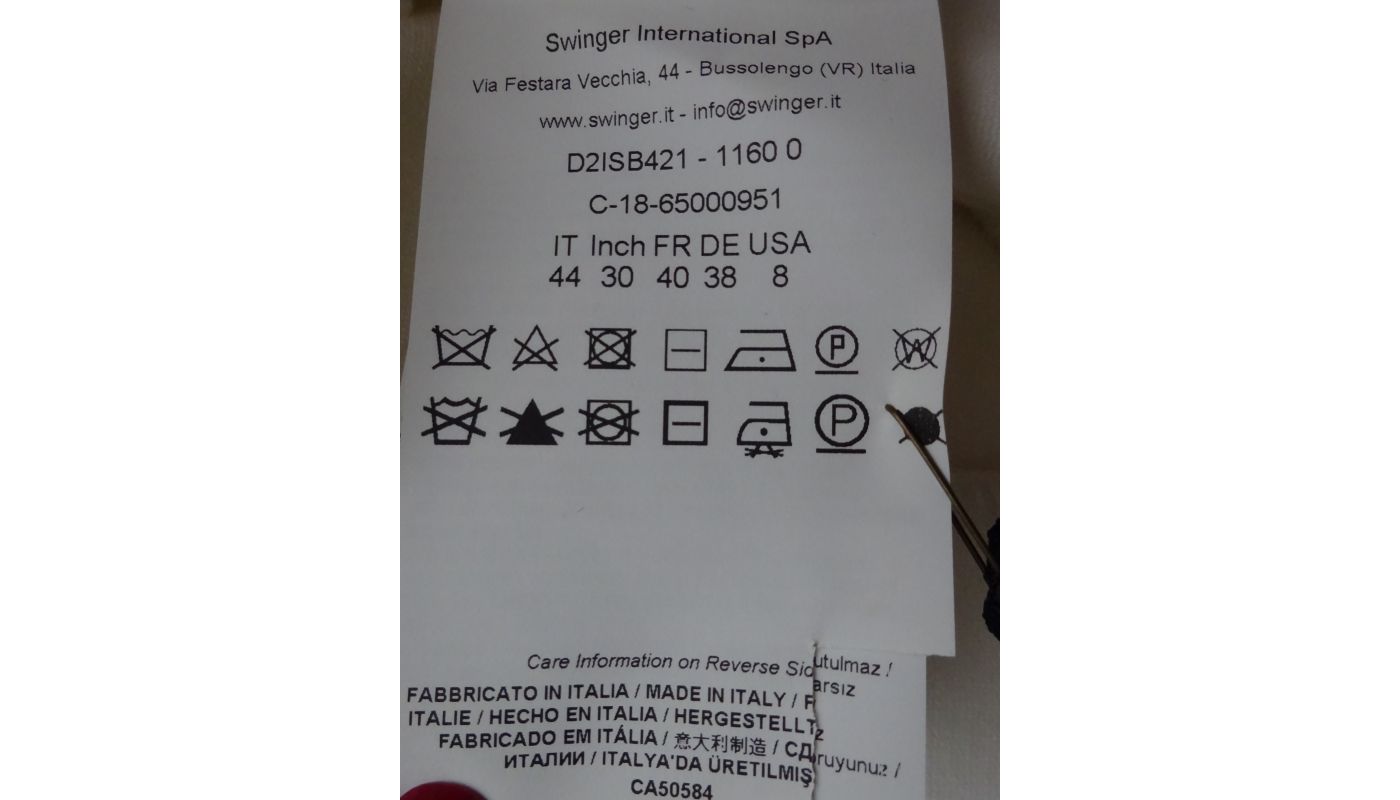 Swinger International SpA
Via Festara Vecchia, 44 - Bussolengo (VR) Italia
www.swinger.it - info@swinger.it
D2ISB421 - 1160 0
C-18-65000951
IT Inch FR DE USA
44 30 40 38 8
P W
P
Care Information on Reverse Sid utulmaz /
arsız
FABBRICATO IN ITALIA / MADE IN ITALY / F
ITALIE / HECHO EN ITALIA / HERGESTELLT
FABRICADO EM ITÁLIA / 意大利制造 / СД ruyunuz /
ИТАЛИИ / ITALYA'DA ÜRETILMIŞ
CA50584